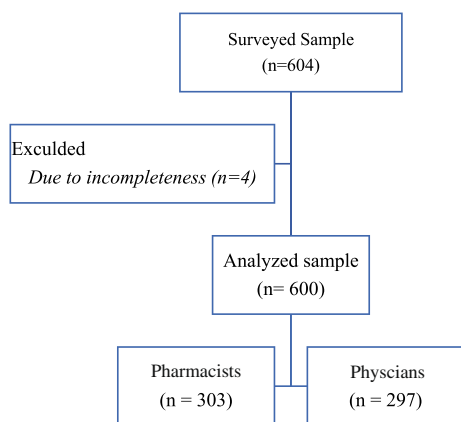 Surveyed Sample
(n=604)
Exculded
Due to incompleteness (n=4)
Analyzed sample
(n= 600)
Pharmacists
(n = 303)
Physcians
(n = 297)